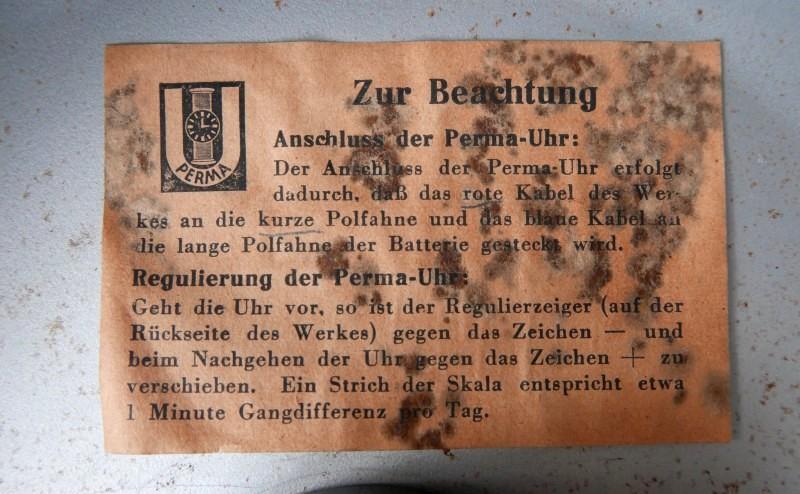 Zur Beachtung
PERMA
Anschluss der Perma-Uhr:
Der Anschluss der Perma-Uhr erfolgt
dadurch, daß das rote Kabel des Wer-
kes an die kurze Polfahne und das blaue Kabel an
die lange Polfahne der Batterie gesteckt wird.
Regulierung der Perma-Uhr:
Geht die Uhr vor, so ist der Regulierzeiger (auf der
Rückseite des Werkes) gegen das Zeichen — und
beim Nachgehen der Uhr gegen das Zeichen + zu
verschieben. Ein Strich der Skala entspricht etwa
1 Minute Gangdifferenz pro Tag.